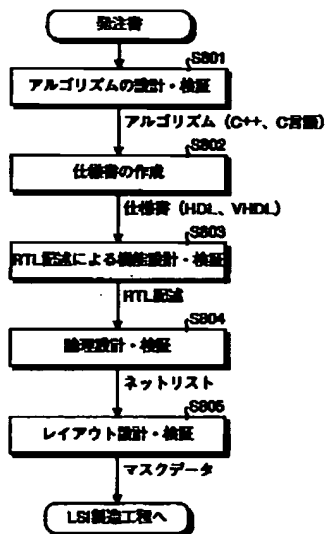 発注書
S801
アルゴリズムの設計・検証
アルゴリズム（C++、C言語）
S802
仕様書の作成
仕様書（HDL、VHDL）
S803
RTL記述による機能設計・検証
RTL記述
S804
論理設計・検証
ネットリスト
S805
レイアウト設計・検証
マスクデータ
LSI製造工程へ